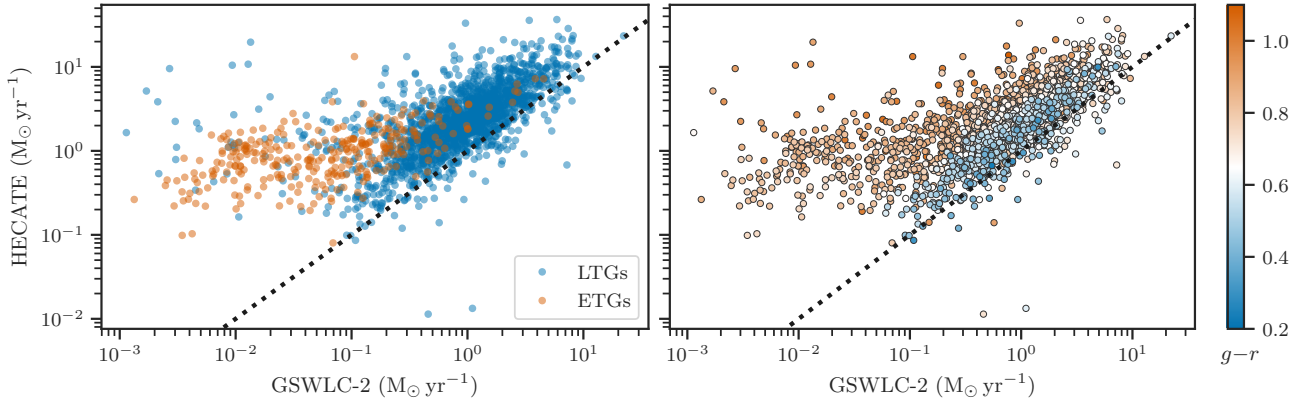 HECATE (M⊙ yr⁻¹)
10¹
10⁰
10⁻¹
10⁻²
LTGs
ETGs
10⁻³ 10⁻² 10⁻¹ 10⁰ 10¹
GSWLC-2 (M⊙ yr⁻¹)
10⁻³ 10⁻² 10⁻¹ 10⁰ 10¹
GSWLC-2 (M⊙ yr⁻¹)
1.0
0.8
0.6
0.4
0.2
g−r